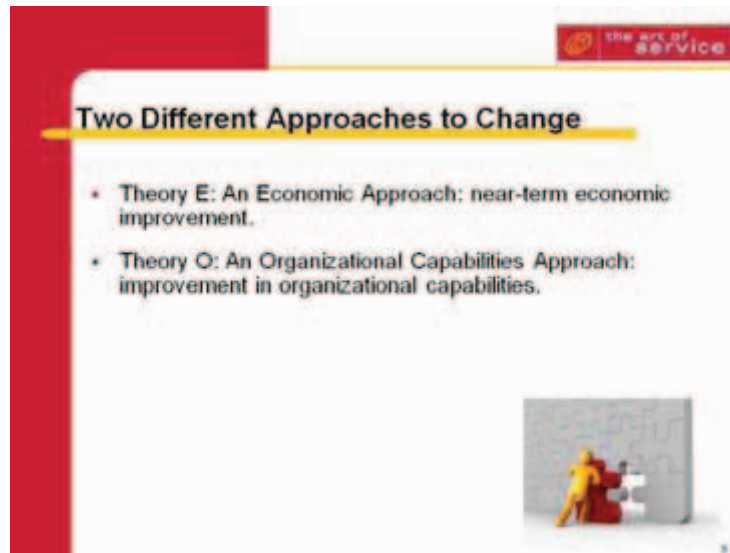 the art of
service
Two Different Approaches to Change
• Theory E: An Economic Approach: near-term economic
improvement.
• Theory O: An Organizational Capabilities Approach:
improvement in organizational capabilities.